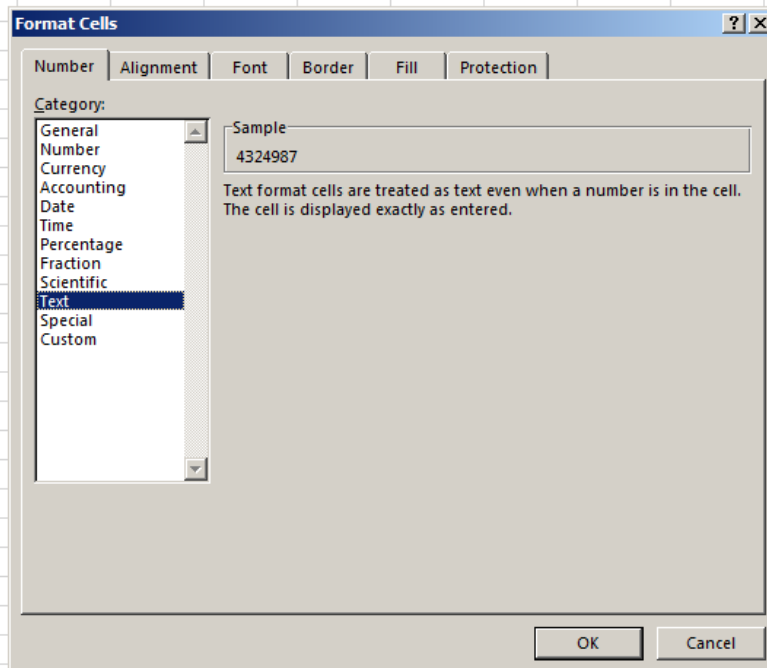 Format Cells
Number Alignment Font Border Fill Protection
Category:
General
Number
Currency
Accounting
Date
Time
Percentage
Fraction
Scientific
Text
Special
Custom
Sample
4324987
Text format cells are treated as text even when a number is in the cell.
The cell is displayed exactly as entered.
OK Cancel